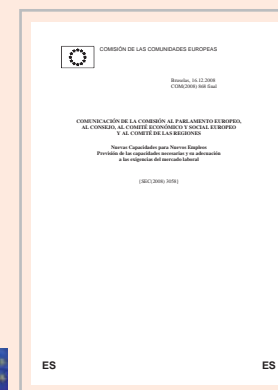 COMISIÓN DE LAS COMUNIDADES EUROPEAS
Bruselas, 16.12.2008
COM(2008) 868 final
COMUNICACIÓN DE LA COMISIÓN AL PARLAMENTO EUROPEO,
AL CONSEJO, AL COMITÉ ECONÓMICO Y SOCIAL EUROPEO
Y AL COMITÉ DE LAS REGIONES
Nuevas Capacidades para Nuevos Empleos
Previsión de las capacidades necesarias y su adecuación
a las exigencias del mercado laboral
{SEC(2008) 3058}
ES
ES